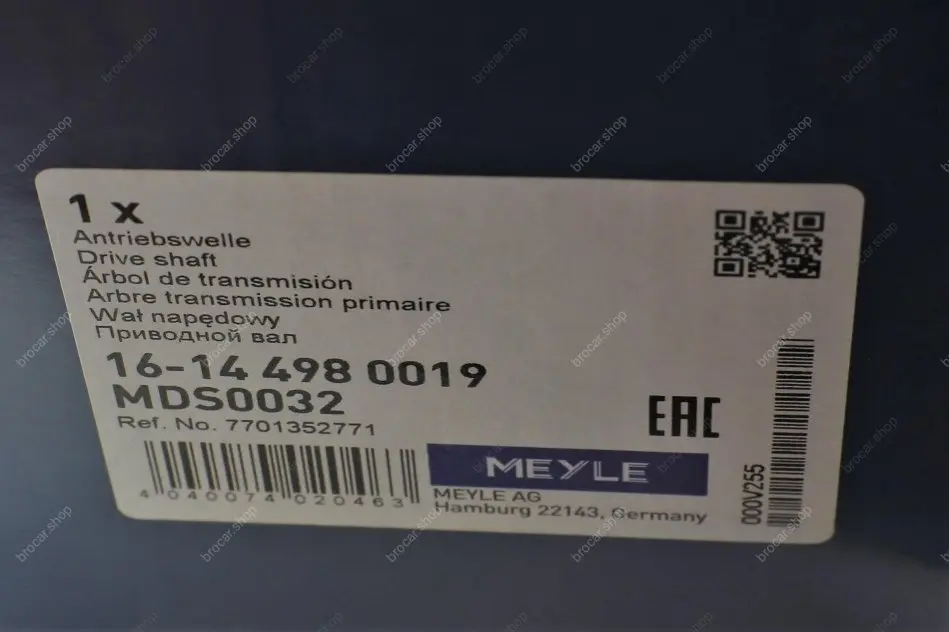 1 x
Antriebswelle
Drive shaft
Árbol de transmisión
Arbre transmission primaire
Wał napędowy
Приводной вал
16-14 498 0019
MDS0032
Ref. No. 7701352771
4 040074 020463
EAC
MEYLE
MEYLE AG
Hamburg 22143, Germany
000V255
brocar.shop